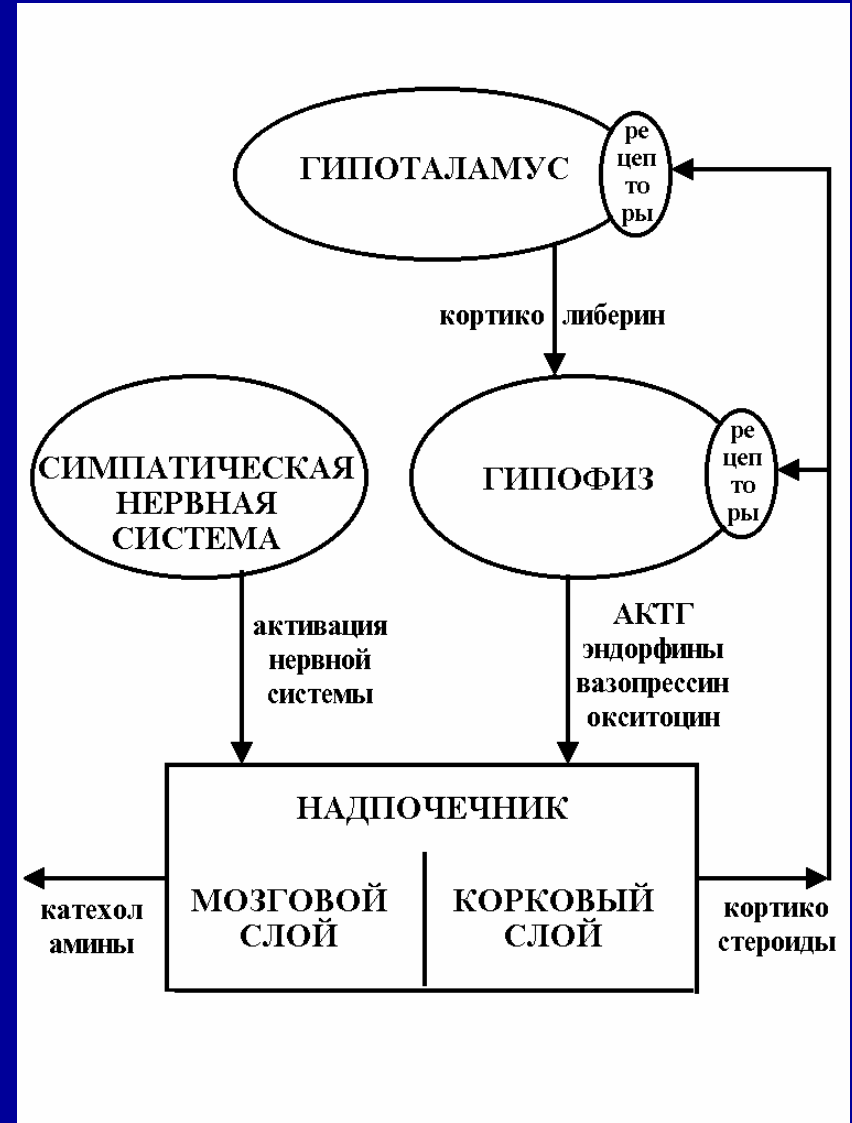 ГИПОТАЛАМУС
ре
цеп
то
ры
кортико либерин
СИМПАТИЧЕСКАЯ
НЕРВНАЯ
СИСТЕМА
ГИПОФИЗ
ре
цеп
то
ры
активация
нервной
системы
АКТГ
эндорфины
вазопрессин
окситоцин
НАДПОЧЕЧНИК
МОЗГОВОЙ
СЛОЙ
КОРКОВЫЙ
СЛОЙ
катехол
амины
кортико
стероиды